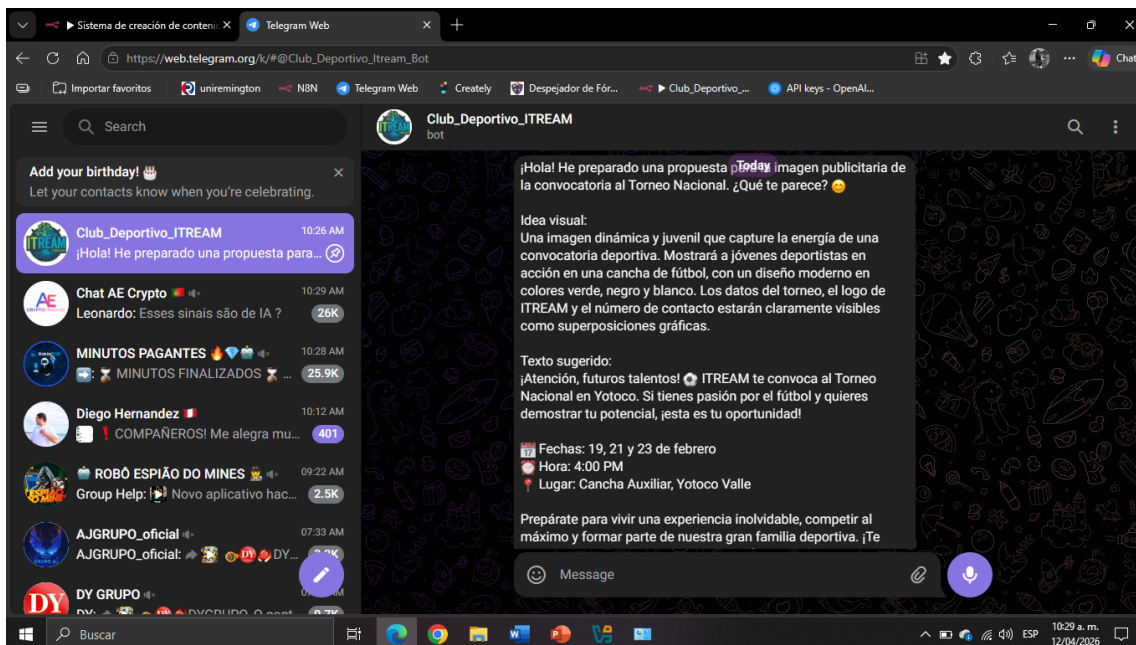 Sistema de creación de contenic
Telegram Web
https://web.telegram.org/k/#@Club_Deportivo_Itream_Bot
Chat
Importar favoritos
uniremington
N8N
Telegram Web
Creately
Despejador de Fór...
Club_Deportivo_...
API keys - OpenAI...
Search
Add your birthday!
Let your contacts know when you're celebrating.
Club_Deportivo_ITREAM 10:26 AM
¡Hola! He preparado una propuesta para...
Chat AE Crypto 10:29 AM
Leonardo: Esses sinais são de IA ? 26K
MINUTOS PAGANTES 10:28 AM
: MINUTOS FINALIZADOS ... 25.9K
Diego Hernandez 10:12 AM
COMPAÑEROS! Me alegra mu... 401
ROBÔ ESPIÃO DO MINES 09:22 AM
Group Help: Novo aplicativo hac... 2.5K
AJGRUPO_oficial 07:33 AM
AJGRUPO_oficial: DY...
DY GRUPO
Club_Deportivo_ITREAM
bot
Today
¡Hola! He preparado una propuesta imagen publicitaria de
la convocatoria al Torneo Nacional. ¿Qué te parece?
Idea visual:
Una imagen dinámica y juvenil que capture la energía de una
convocatoria deportiva. Mostrará a jóvenes deportistas en
acción en una cancha de fútbol, con un diseño moderno en
colores verde, negro y blanco. Los datos del torneo, el logo de
ITREAM y el número de contacto estarán claramente visibles
como superposiciones gráficas.
Texto sugerido:
¡Atención, futuros talentos! ITREAM te convoca al Torneo
Nacional en Yotoco. Si tienes pasión por el fútbol y quieres
demostrar tu potencial, ¡esta es tu oportunidad!
Fechas: 19, 21 y 23 de febrero
Hora: 4:00 PM
Lugar: Cancha Auxiliar, Yotoco Valle
Prepárate para vivir una experiencia inolvidable, competir al
máximo y formar parte de nuestra gran familia deportiva. ¡Te
Message
Buscar
ESP
10:29 a. m.
12/04/2026